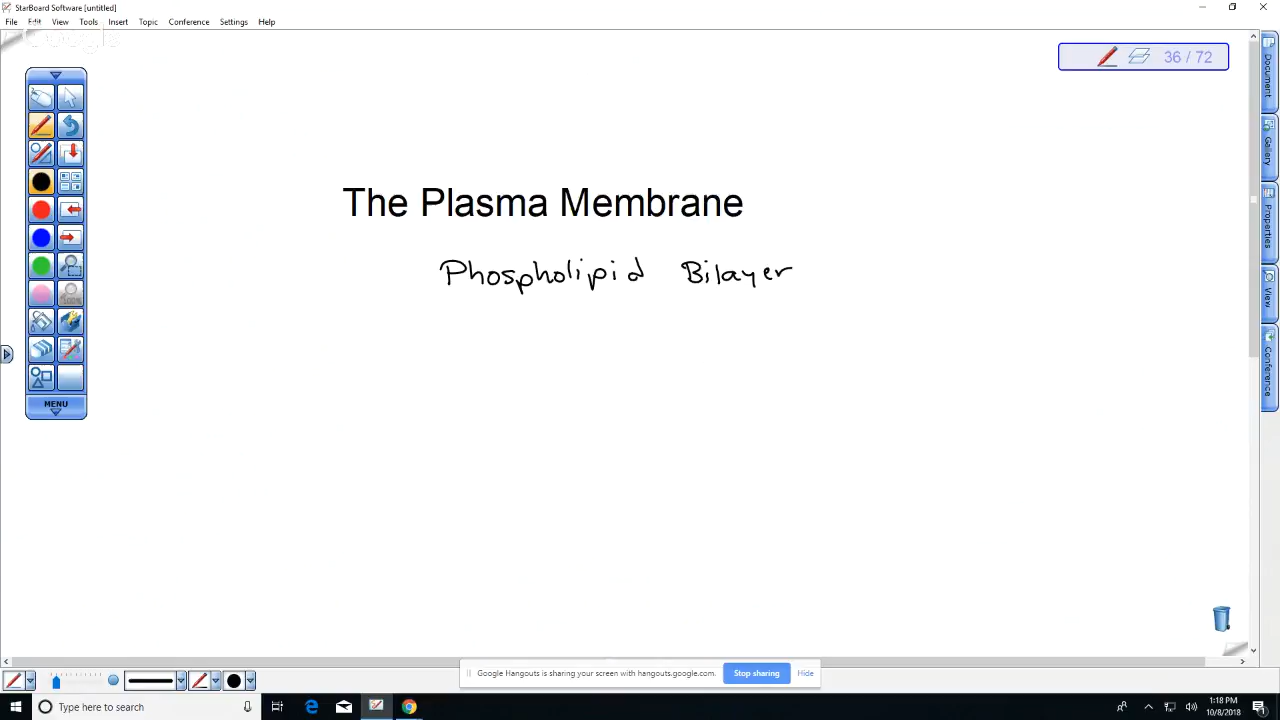 StarBoard Software [untitled]
File Edit View Tools Insert Topic Conference Settings Help
36 / 72
Document
Gallery
Properties
View
Conference
The Plasma Membrane
Phospholipid Bilayer
100%
MENU
Google Hangouts is sharing your screen with hangouts.google.com. Stop sharing Hide
Type here to search
1:18 PM
10/8/2018
1